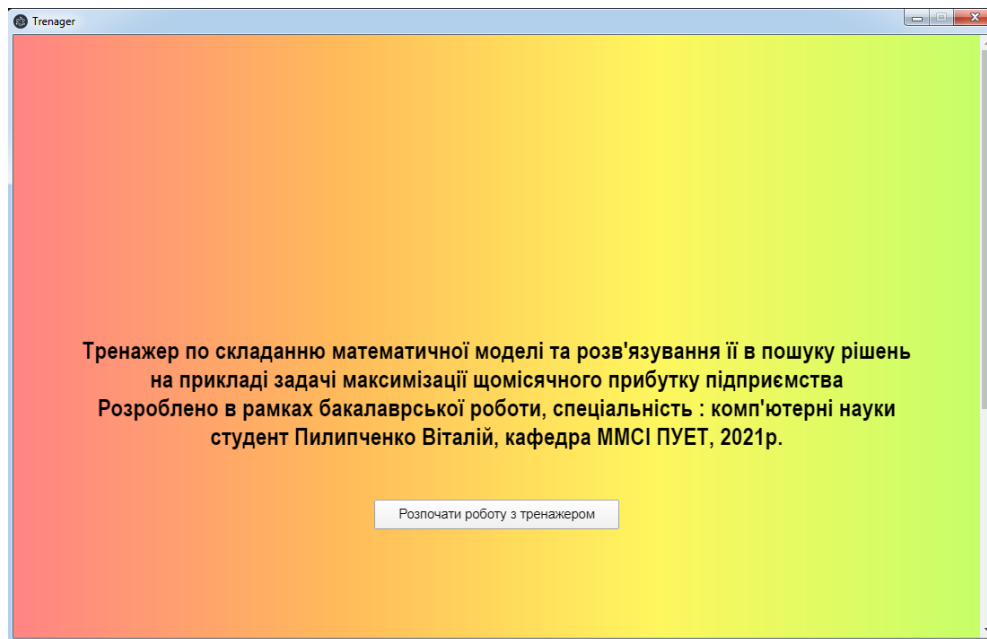 Trenager
Тренажер по складанню математичної моделі та розв'язування її в пошуку рішень
на прикладі задачі максимізації щомісячного прибутку підприємства
Розроблено в рамках бакалаврської роботи, спеціальність : комп'ютерні науки
студент Пилипченко Віталій, кафедра ММСІ ПУЕТ, 2021р.
Розпочати роботу з тренажером